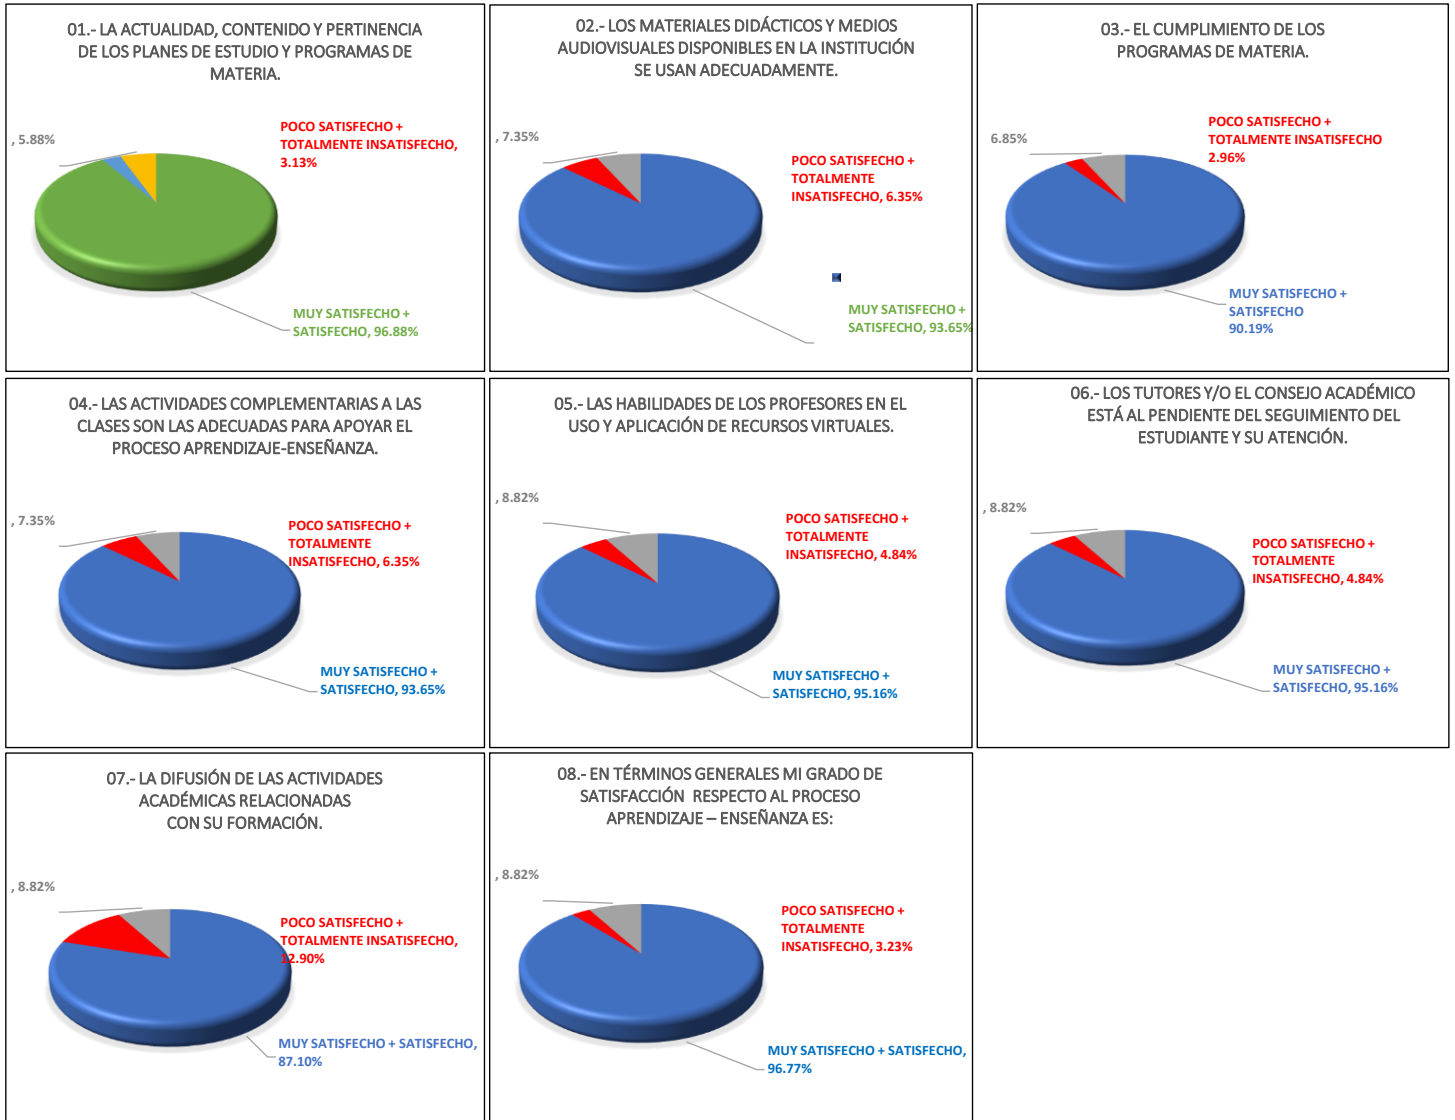 01.- LA ACTUALIDAD, CONTENIDO Y PERTINENCIA
DE LOS PLANES DE ESTUDIO Y PROGRAMAS DE
MATERIA.
, 5.88%
POCO SATISFECHO +
TOTALMENTE INSATISFECHO,
3.13%
MUY SATISFECHO +
SATISFECHO, 96.88%
02.- LOS MATERIALES DIDÁCTICOS Y MEDIOS
AUDIOVISUALES DISPONIBLES EN LA INSTITUCIÓN
SE USAN ADECUADAMENTE.
, 7.35%
POCO SATISFECHO +
TOTALMENTE
INSATISFECHO, 6.35%
MUY SATISFECHO +
SATISFECHO, 93.65%
03.- EL CUMPLIMIENTO DE LOS
PROGRAMAS DE MATERIA.
6.85%
POCO SATISFECHO +
TOTALMENTE INSATISFECHO
2.96%
MUY SATISFECHO +
SATISFECHO
90.19%
04.- LAS ACTIVIDADES COMPLEMENTARIAS A LAS
CLASES SON LAS ADECUADAS PARA APOYAR EL
PROCESO APRENDIZAJE-ENSEÑANZA.
, 7.35%
POCO SATISFECHO +
TOTALMENTE
INSATISFECHO, 6.35%
MUY SATISFECHO +
SATISFECHO, 93.65%
05.- LAS HABILIDADES DE LOS PROFESORES EN EL
USO Y APLICACIÓN DE RECURSOS VIRTUALES.
, 8.82%
POCO SATISFECHO +
TOTALMENTE
INSATISFECHO, 4.84%
MUY SATISFECHO +
SATISFECHO, 95.16%
06.- LOS TUTORES Y/O EL CONSEJO ACADÉMICO
ESTÁ AL PENDIENTE DEL SEGUIMIENTO DEL
ESTUDIANTE Y SU ATENCIÓN.
, 8.82%
POCO SATISFECHO +
TOTALMENTE
INSATISFECHO, 4.84%
MUY SATISFECHO +
SATISFECHO, 95.16%
07.- LA DIFUSIÓN DE LAS ACTIVIDADES
ACADÉMICAS RELACIONADAS
CON SU FORMACIÓN.
, 8.82%
POCO SATISFECHO +
TOTALMENTE INSATISFECHO,
12.90%
MUY SATISFECHO + SATISFECHO,
87.10%
08.- EN TÉRMINOS GENERALES MI GRADO DE
SATISFACCIÓN  RESPECTO AL PROCESO
APRENDIZAJE – ENSEÑANZA ES:
, 8.82%
POCO SATISFECHO +
TOTALMENTE
INSATISFECHO, 3.23%
MUY SATISFECHO + SATISFECHO,
96.77%